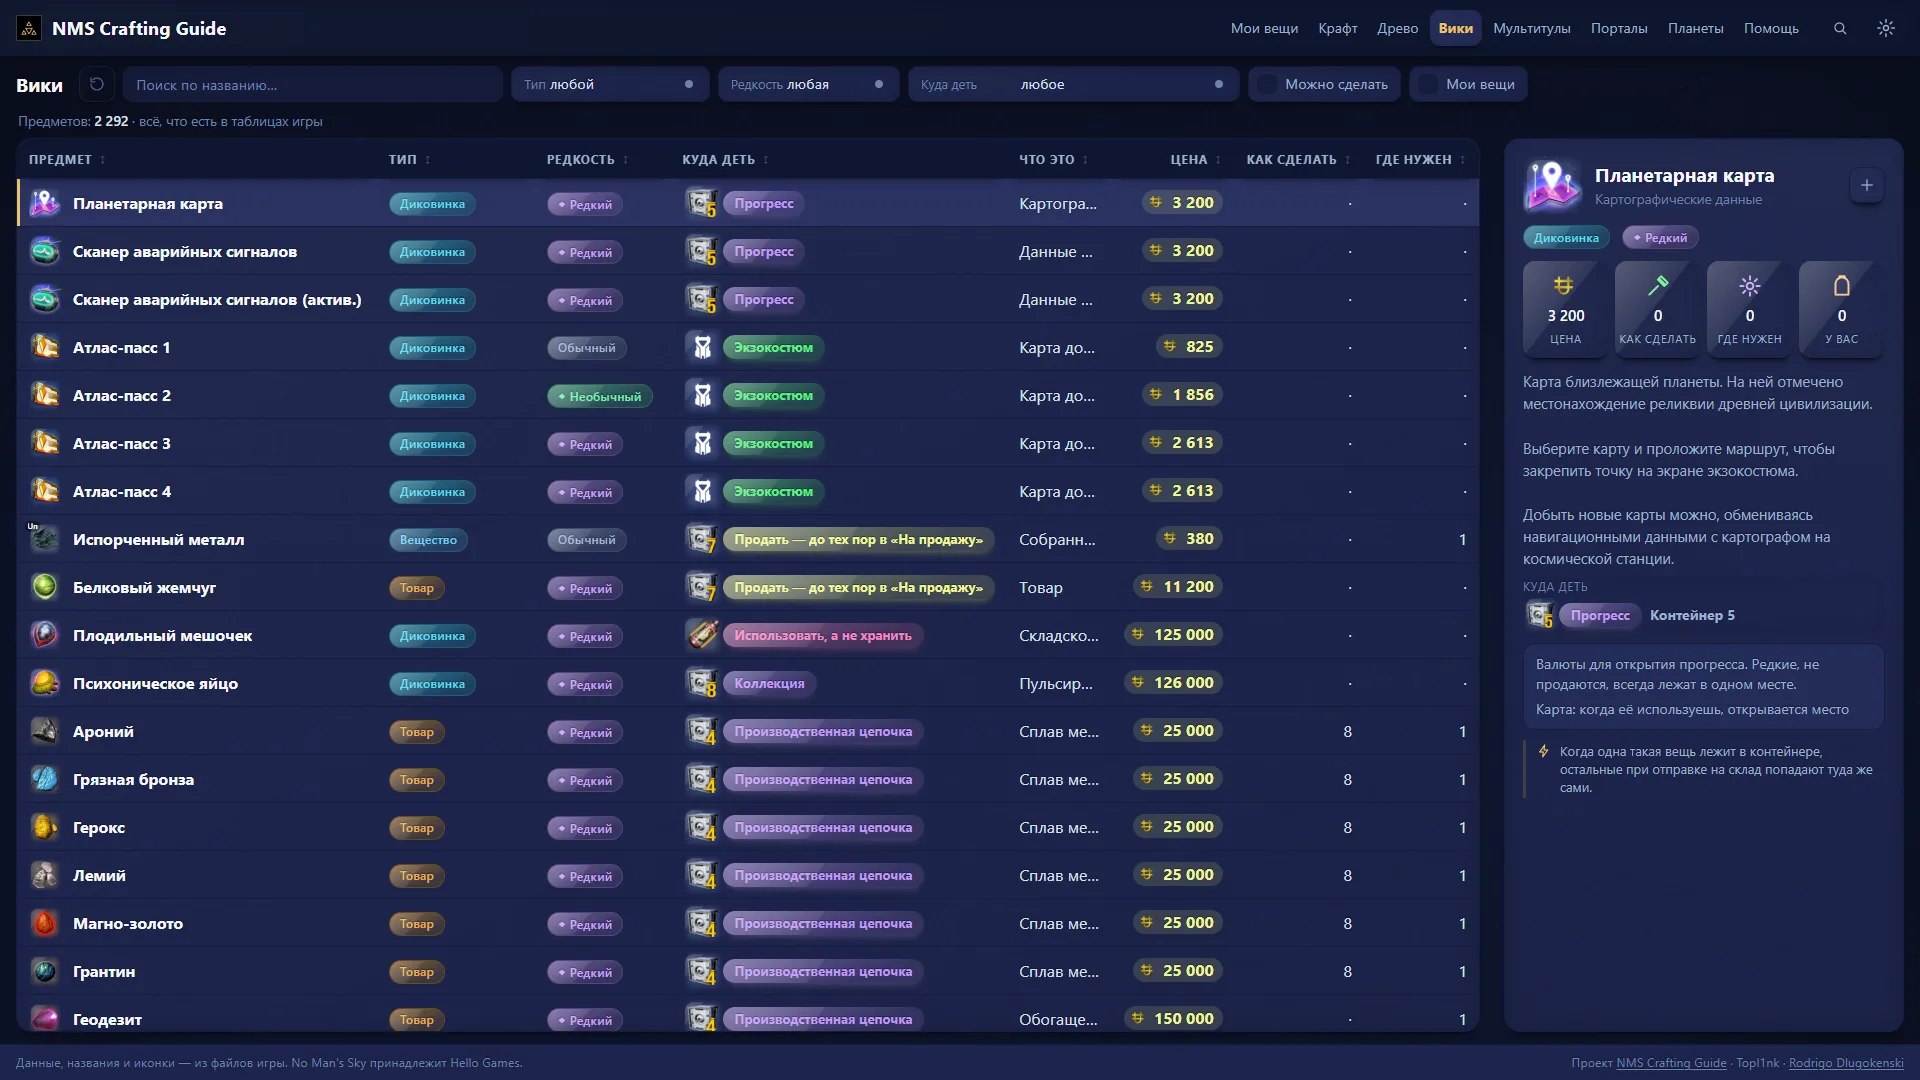 NMS Crafting Guide
Мои вещи Крафт Древо Вики Мультитулы Порталы Планеты Помощь
Вики Поиск по названию... Тип любой Редкость любая Куда деть любое Можно сделать Мои вещи
Предметов: 2 292 · всё, что есть в таблицах игры
ПРЕДМЕТ ↕ ТИП ↕ РЕДКОСТЬ ↕ КУДА ДЕТЬ ↕ ЧТО ЭТО ↕ ЦЕНА ↕ КАК СДЕЛАТЬ ↕ ГДЕ НУЖЕН ↕
Планетарная карта Диковинка Редкий 5 Прогресс Картогра... 3 200 · ·
Сканер аварийных сигналов Диковинка Редкий 5 Прогресс Данные ... 3 200 · ·
Сканер аварийных сигналов (актив.) Диковинка Редкий 5 Прогресс Данные ... 3 200 · ·
Атлас-пасс 1 Диковинка Обычный Экзокостюм Карта до... 825 · ·
Атлас-пасс 2 Диковинка Необычный Экзокостюм Карта до... 1 856 · ·
Атлас-пасс 3 Диковинка Редкий Экзокостюм Карта до... 2 613 · ·
Атлас-пасс 4 Диковинка Редкий Экзокостюм Карта до... 2 613 · ·
Un Испорченный металл Вещество Обычный 7 Продать — до тех пор в «На продажу» Собранн... 380 · 1
Белковый жемчуг Товар Редкий 7 Продать — до тех пор в «На продажу» Товар 11 200 · ·
Плодильный мешочек Диковинка Редкий Использовать, а не хранить Складско... 125 000 · ·
Психоническое яйцо Диковинка Редкий 8 Коллекция Пульсир... 126 000 · ·
Ароний Товар Редкий 4 Производственная цепочка Сплав ме... 25 000 8 1
Грязная бронза Товар Редкий 4 Производственная цепочка Сплав ме... 25 000 8 1
Герокс Товар Редкий 4 Производственная цепочка Сплав ме... 25 000 8 1
Лемий Товар Редкий 4 Производственная цепочка Сплав ме... 25 000 8 1
Магно-золото Товар Редкий 4 Производственная цепочка Сплав ме... 25 000 8 1
Грантин Товар Редкий 4 Производственная цепочка Сплав ме... 25 000 8 1
Геодезит Товар Редкий 4 Производственная цепочка Обогаще... 150 000 · 1
Планетарная карта
Картографические данные
Диковинка Редкий
3 200 0 0 0
ЦЕНА КАК СДЕЛАТЬ ГДЕ НУЖЕН У ВАС
Карта близлежащей планеты. На ней отмечено
местонахождение реликвии древней цивилизации.
Выберите карту и проложите маршрут, чтобы
закрепить точку на экране экзокостюма.
Добыть новые карты можно, обмениваясь
навигационными данными с картографом на
космической станции.
КУДА ДЕТЬ
5 Прогресс Контейнер 5
Валюты для открытия прогресса. Редкие, не
продаются, всегда лежат в одном месте.
Карта: когда её используешь, открывается место
Когда одна такая вещь лежит в контейнере,
остальные при отправке на склад попадают туда же
сами.
Данные, названия и иконки — из файлов игры. No Man's Sky принадлежит Hello Games.
Проект NMS Crafting Guide · Topl1nk · Rodrigo Dlugokenski